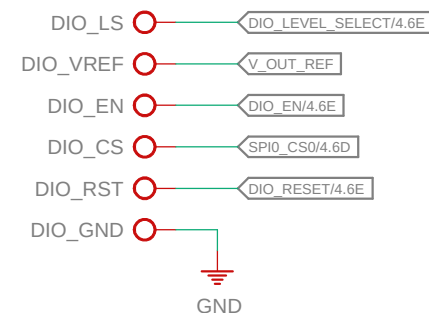 DIO_LS DIO_LEVEL_SELECT/4.6E
DIO_VREF V_OUT_REF
DIO_EN DIO_EN/4.6E
DIO_CS SPI0_CS0/4.6D
DIO_RST DIO_RESET/4.6E
DIO_GND
GND